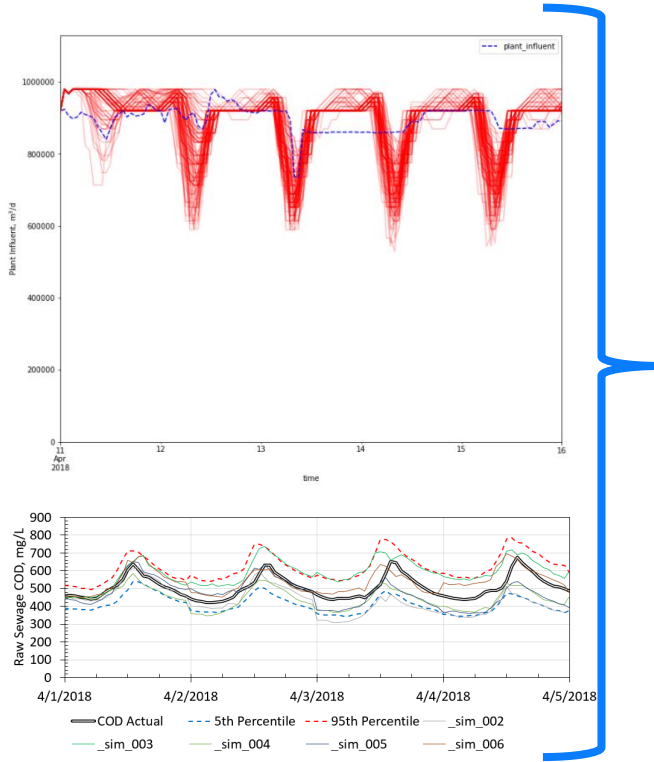 plant_influent
1000000
800000
600000
400000
200000
0
Plant Influent, m³/d
11 12 13 14 15 16
Apr
2018
time
900
800
700
600
500
400
300
200
100
0
Raw Sewage COD, mg/L
4/1/2018 4/2/2018 4/3/2018 4/4/2018 4/5/2018
COD Actual 5th Percentile 95th Percentile _sim_002
_sim_003 _sim_004 _sim_005 _sim_006